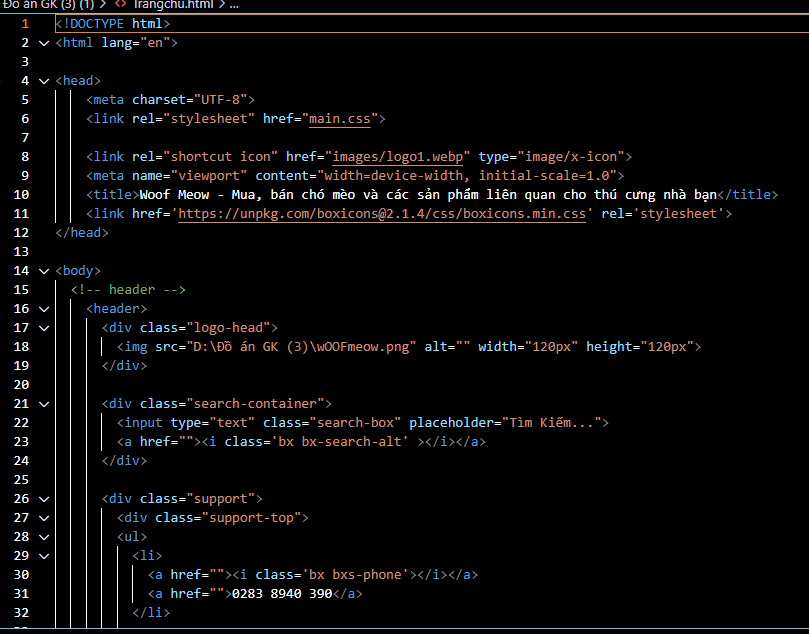 Đồ án GK (3) (1) > <> Trangchu.html > ...
1 <!DOCTYPE html>
2 <html lang="en">
3
4 <head>
5 <meta charset="UTF-8">
6 <link rel="stylesheet" href="main.css">
7
8 <link rel="shortcut icon" href="images/logo1.webp" type="image/x-icon">
9 <meta name="viewport" content="width=device-width, initial-scale=1.0">
10 <title>Woof Meow - Mua, bán chó mèo và các sản phẩm liên quan cho thú cưng nhà bạn</title>
11 <link href='https://unpkg.com/boxicons@2.1.4/css/boxicons.min.css' rel='stylesheet'>
12 </head>
13
14 <body>
15 <!-- header -->
16 <header>
17 <div class="logo-head">
18 <img src="D:\Đồ án GK (3)\wOOFmeow.png" alt="" width="120px" height="120px">
19 </div>
20
21 <div class="search-container">
22 <input type="text" class="search-box" placeholder="Tìm Kiếm...">
23 <a href=""><i class='bx bx-search-alt' ></i></a>
24 </div>
25
26 <div class="support">
27 <div class="support-top">
28 <ul>
29 <li>
30 <a href=""><i class='bx bxs-phone'></i></a>
31 <a href="">0283 8940 390</a>
32 </li>